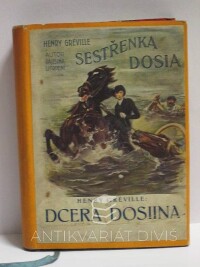 HENRY GRÉVILLE
SESTŘENKA
DOSIA
HENRY GRÉVILLE:
DCERA DOSIINA
ANTIKVARIÁT DIVIŠ